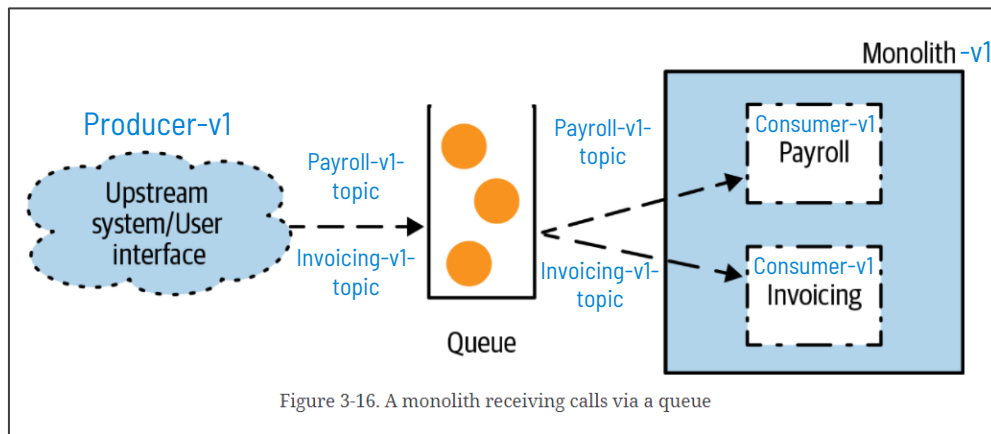 Monolith -v1
Producer-v1
Upstream
system/User
interface
Payroll-v1-
topic
Invoicing-v1-
topic
Queue
Payroll-v1-
topic
Invoicing-v1-
topic
Consumer-v1
Payroll
Consumer-v1
Invoicing
Figure 3-16. A monolith receiving calls via a queue